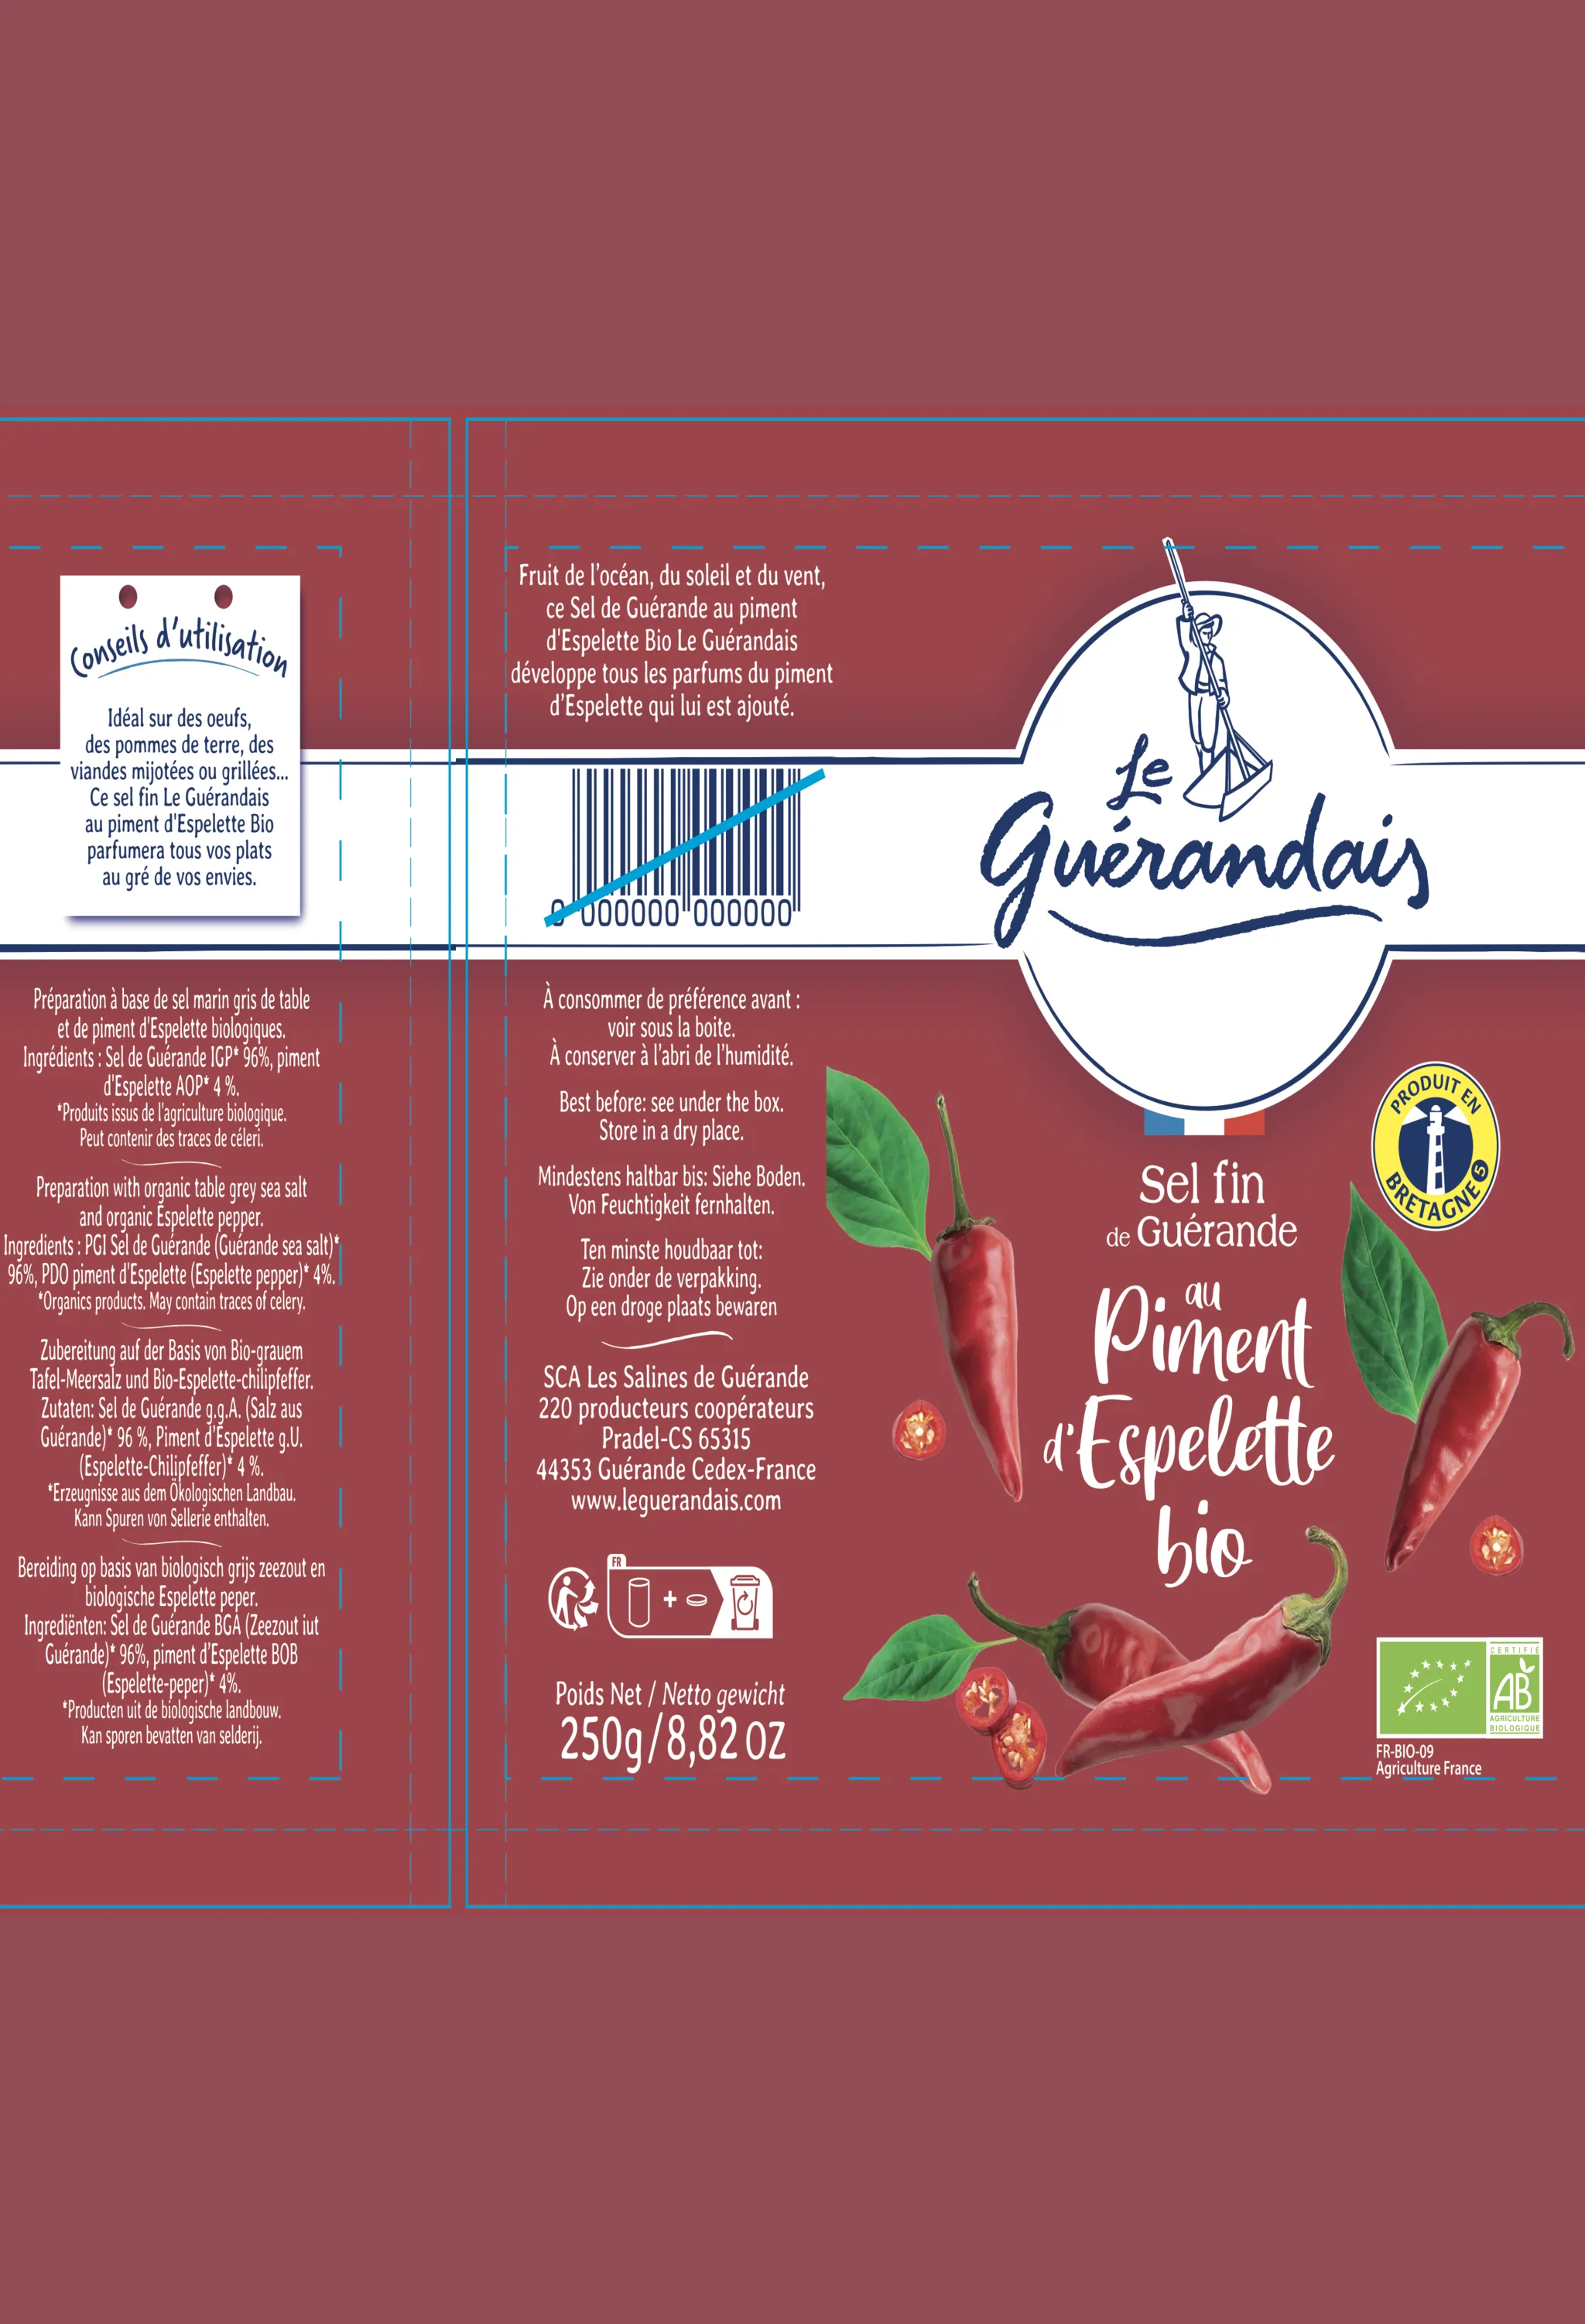 Conseils d'utilisation
Idéal sur des oeufs,
des pommes de terre, des
viandes mijotées ou grillées...
Ce sel fin Le Guérandais
au piment d'Espelette Bio
parfumera tous vos plats
au gré de vos envies.
Préparation à base de sel marin gris de table
et de piment d'Espelette biologiques.
Ingrédients : Sel de Guérande IGP* 96%, piment
d'Espelette AOP* 4 %.
*Produits issus de l'agriculture biologique.
Peut contenir des traces de céleri.
Preparation with organic table grey sea salt
and organic Espelette pepper.
Ingredients : PGI Sel de Guérande (Guérande sea salt)*
96%, PDO piment d'Espelette (Espelette pepper)* 4%.
*Organics products. May contain traces of celery.
Zubereitung auf der Basis von Bio-grauem
Tafel-Meersalz und Bio-Espelette-chilipfeffer.
Zutaten: Sel de Guérande g.g.A. (Salz aus
Guérande)* 96 %, Piment d'Espelette g.U.
(Espelette-Chilipfeffer)* 4 %.
*Erzeugnisse aus dem Ökologischen Landbau.
Kann Spuren von Sellerie enthalten.
Bereiding op basis van biologisch grijs zeezout en
biologische Espelette peper.
Ingrediënten: Sel de Guérande BGA (Zeezout iut
Guérande)* 96%, piment d'Espelette BOB
(Espelette-peper)* 4%.
*Producten uit de biologische landbouw.
Kan sporen bevatten van selderij.
Fruit de l'océan, du soleil et du vent,
ce Sel de Guérande au piment
d'Espelette Bio Le Guérandais
développe tous les parfums du piment
d'Espelette qui lui est ajouté.
0 000000 000000
À consommer de préférence avant :
voir sous la boite.
À conserver à l'abri de l'humidité.
Best before: see under the box.
Store in a dry place.
Mindestens haltbar bis: Siehe Boden.
Von Feuchtigkeit fernhalten.
Ten minste houdbaar tot:
Zie onder de verpakking.
Op een droge plaats bewaren
SCA Les Salines de Guérande
220 producteurs coopérateurs
Pradel-CS 65315
44353 Guérande Cedex-France
www.leguerandais.com
FR
+
Poids Net / Netto gewicht
250g/8,82 OZ
Le
Guérandais
PRODUIT EN
BRETAGNE 5
Sel fin
de Guérande
au
Piment
d'Espelette
bio
CERTIFIÉ
AB
AGRICULTURE
BIOLOGIQUE
FR-BIO-09
Agriculture France